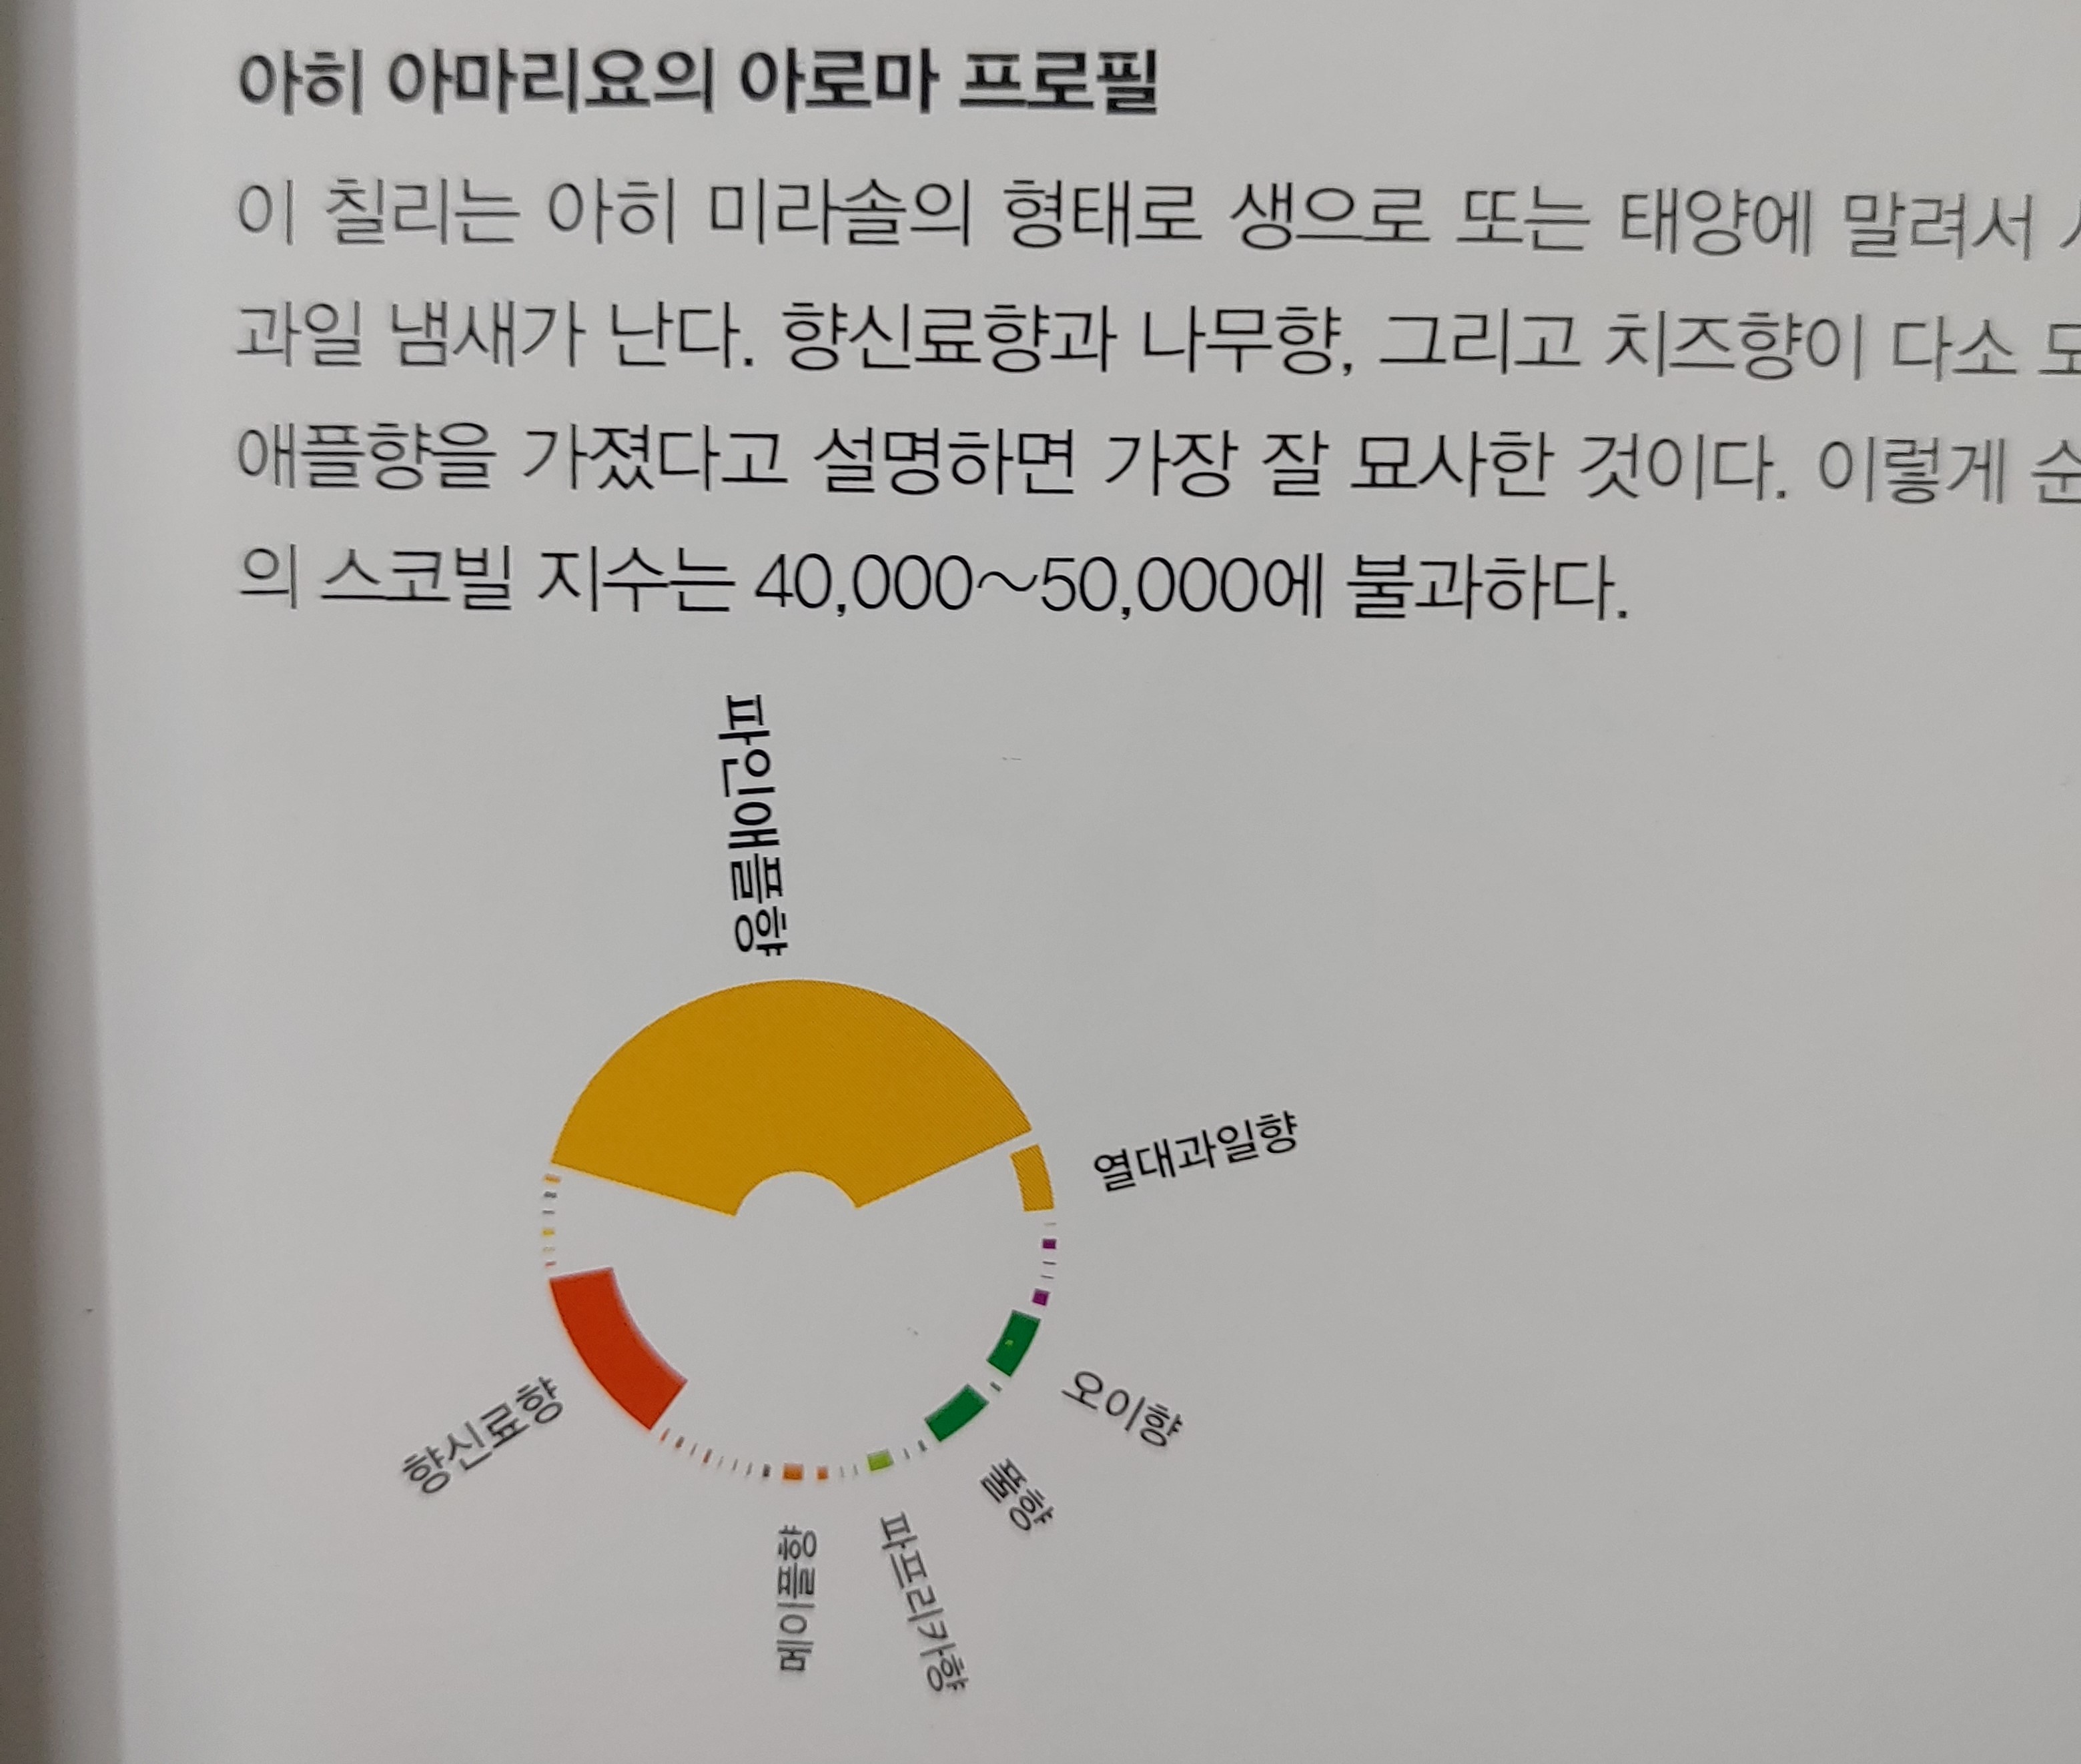 아히 아마리요의 아로마 프로필
이 칠리는 아히 미라솔의 형태로 생으로 또는 태양에 말려서
과일 냄새가 난다. 향신료향과 나무향, 그리고 치즈향이 다소
애플향을 가졌다고 설명하면 가장 잘 묘사한 것이다. 이렇게
의 스코빌 지수는 40,000~50,000에 불과하다.
파인애플향
열대과일향
오이향
풀향
파프리카향
메이플향
향신료향